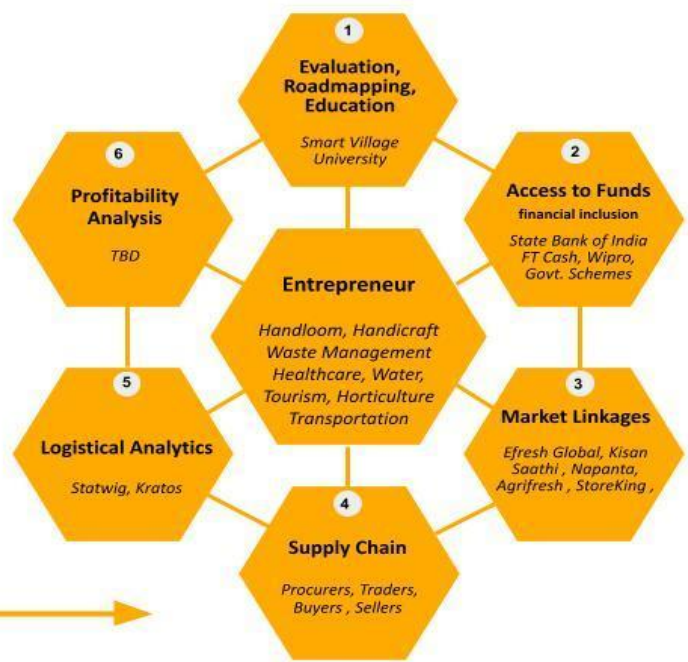 1
Evaluation,
Roadmapping,
Education
Smart Village
University
2
Access to Funds
financial inclusion
State Bank of India
FT Cash, Wipro,
Govt. Schemes
3
Market Linkages
Efresh Global, Kisan
Saathi , Napanta,
Agrifresh , StoreKing ,
4
Supply Chain
Procurers, Traders,
Buyers , Sellers
5
Logistical Analytics
Statwig, Kratos
6
Profitability
Analysis
TBD
Entrepreneur
Handloom, Handicraft
Waste Management
Healthcare, Water,
Tourism, Horticulture
Transportation